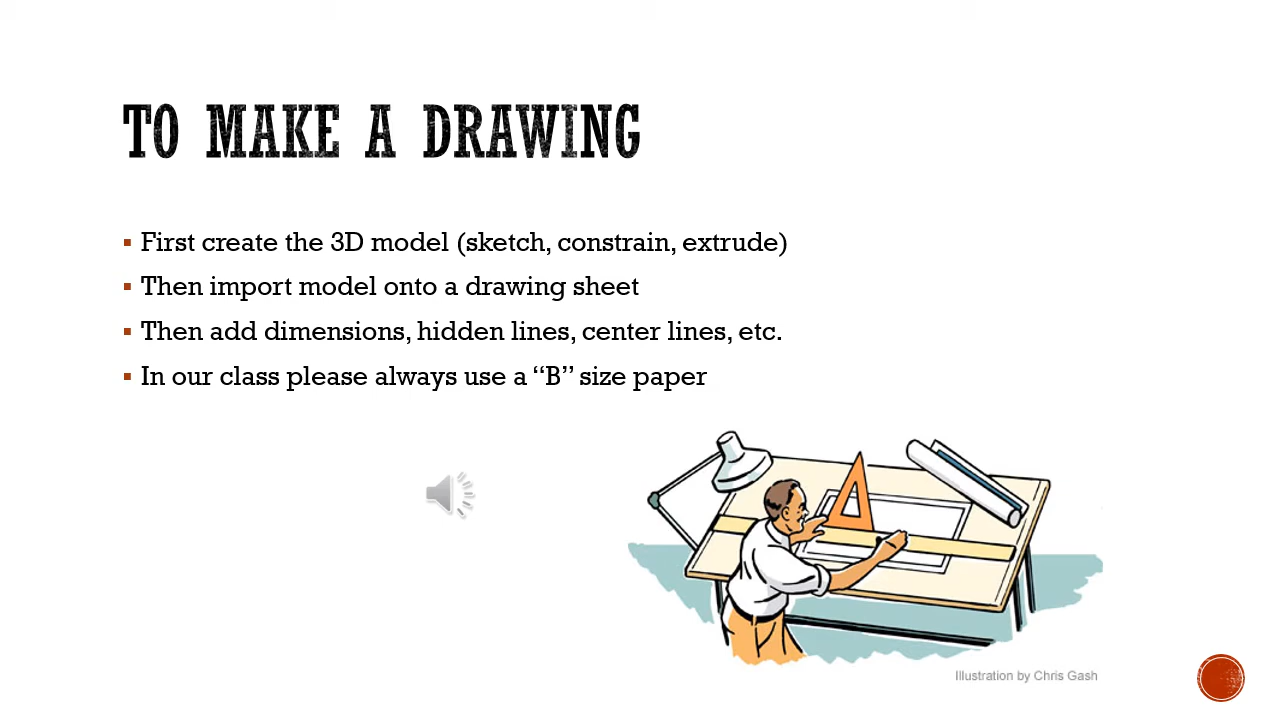 TO MAKE A DRAWING
First create the 3D model (sketch, constrain, extrude)
Then import model onto a drawing sheet
Then add dimensions, hidden lines, center lines, etc.
In our class please always use a “B” size paper
Illustration by Chris Gash